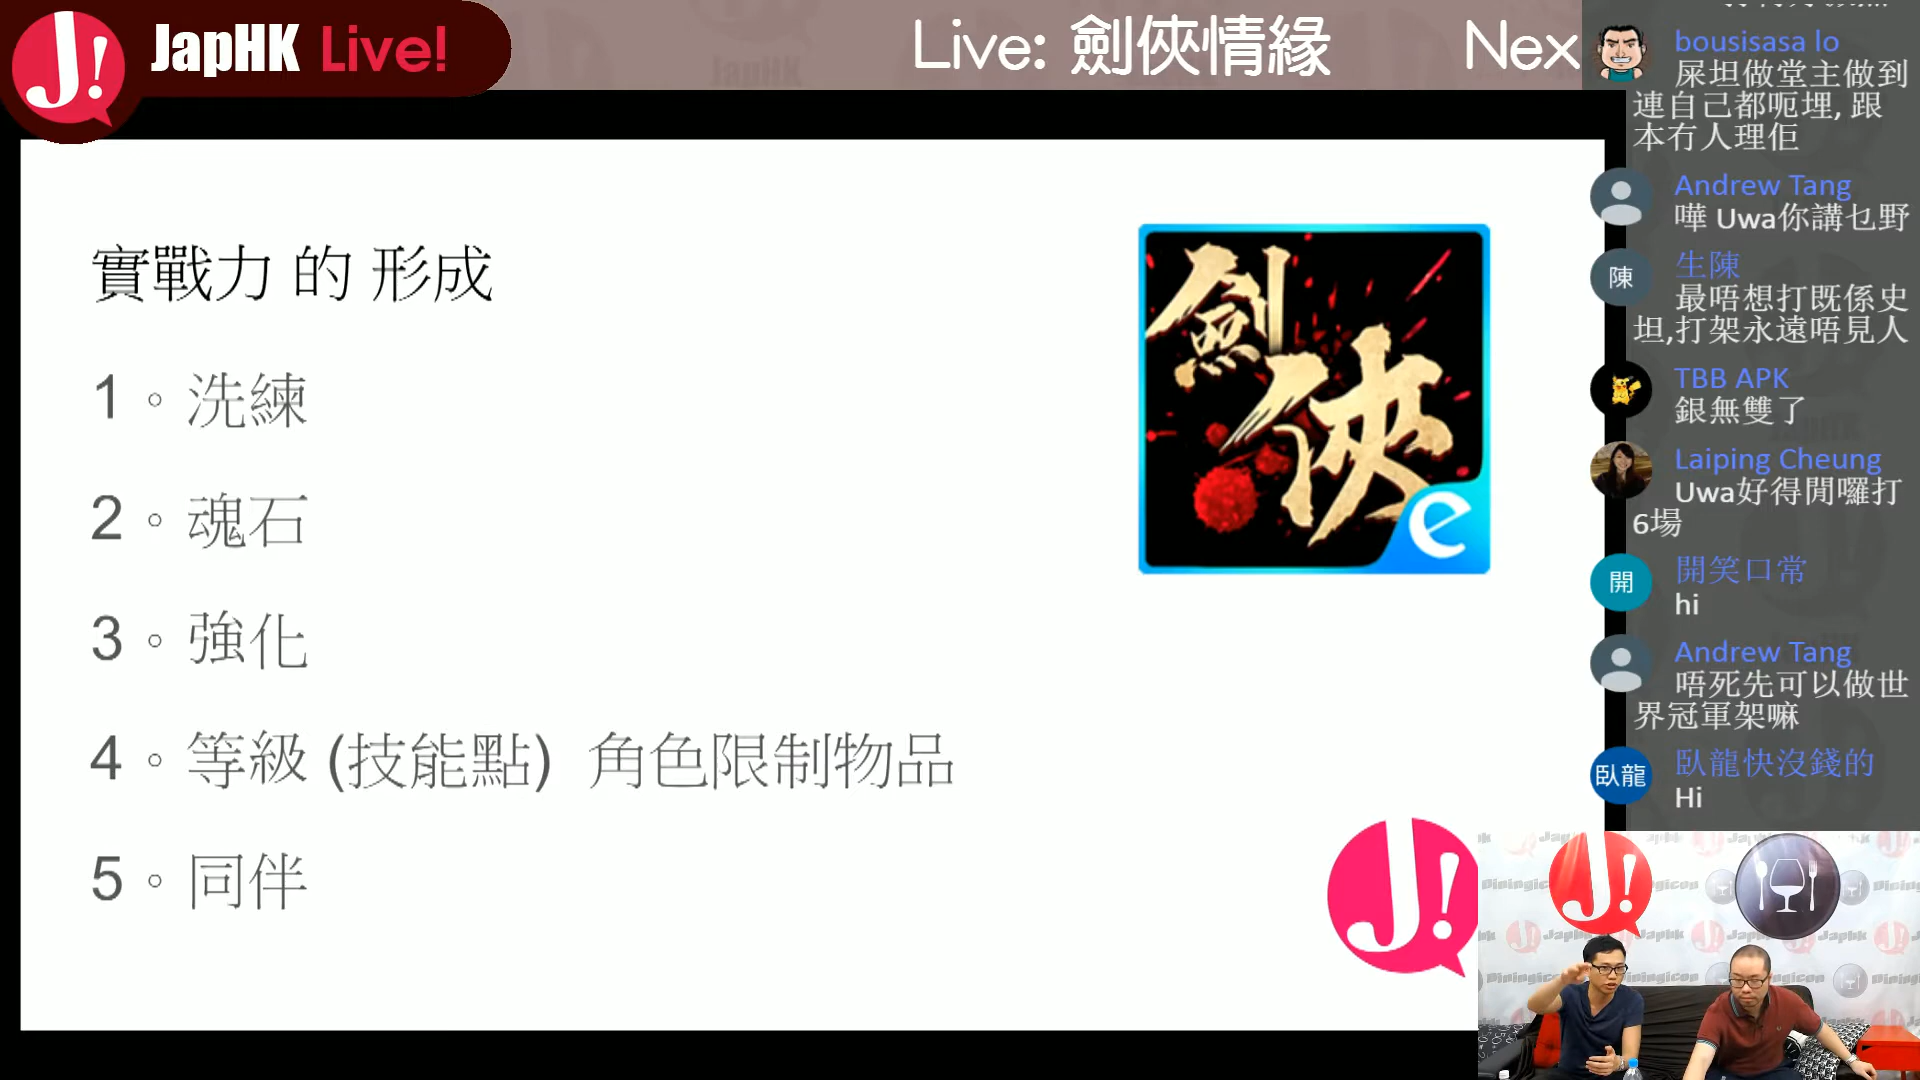 J! JapHK Live!
Live: 劍俠情緣
Nex
實戰力 的 形成
1。洗練
2。魂石
3。強化
4。等級 (技能點) 角色限制物品
5。同伴
劍俠
e
J!
bousisasa lo
屎坦做堂主做到
連自己都呃埋, 跟
本冇人理佢
Andrew Tang
嘩 Uwa你講乜野
陳
生陳
最唔想打既係史
坦,打架永遠唔見人
TBB APK
銀無雙了
Laiping Cheung
Uwa好得閒囉打
6場
開
開笑口常
hi
Andrew Tang
唔死先可以做世
界冠軍架嘛
臥龍
臥龍快沒錢的
Hi
J!